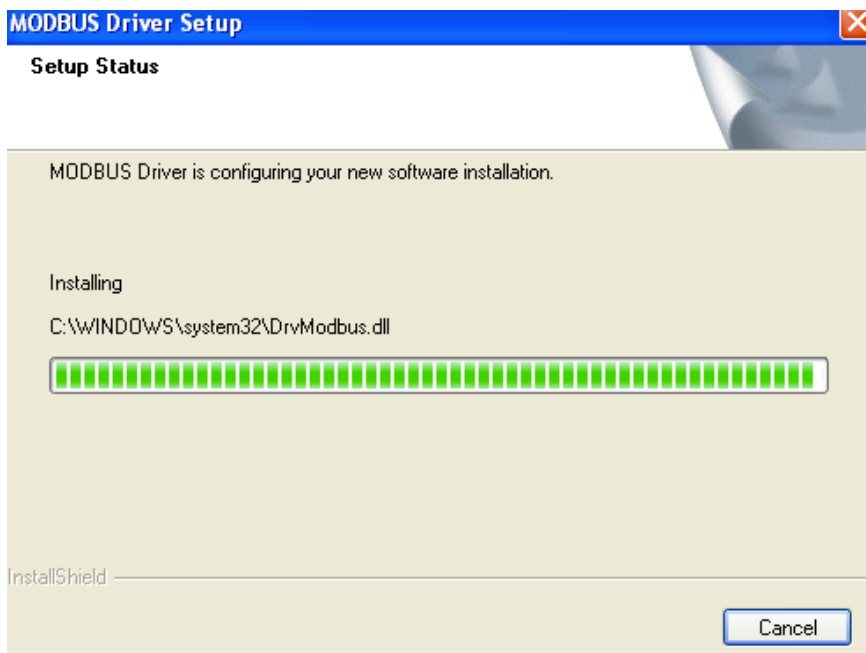 MODBUS Driver Setup
Setup Status
MODBUS Driver is configuring your new software installation.
Installing
C:\WINDOWS\system32\DrvModbus.dll
InstallShield
Cancel